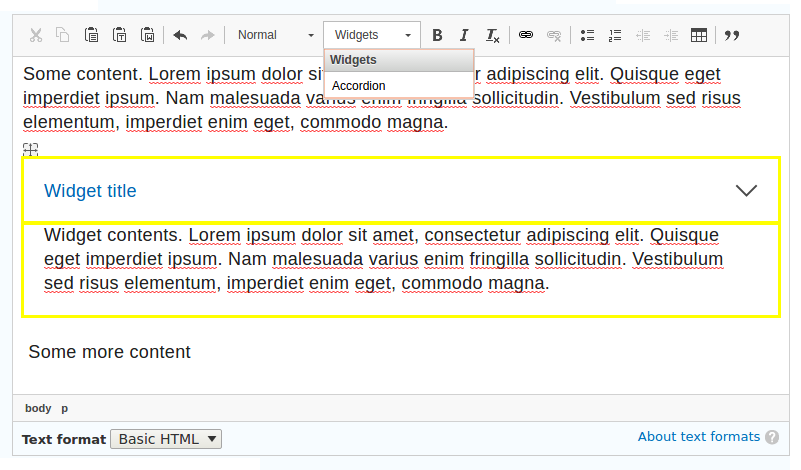 Normal Widgets B I Tx
Widgets
Accordion
Some content. Lorem ipsum dolor sit adipiscing elit. Quisque eget
imperdiet ipsum. Nam malesuada varius enim fringilla sollicitudin. Vestibulum sed risus
elementum, imperdiet enim eget, commodo magna.
Widget title
Widget contents. Lorem ipsum dolor sit amet, consectetur adipiscing elit. Quisque
eget imperdiet ipsum. Nam malesuada varius enim fringilla sollicitudin. Vestibulum
sed risus elementum, imperdiet enim eget, commodo magna.
Some more content
body p
Text format Basic HTML About text formats ?